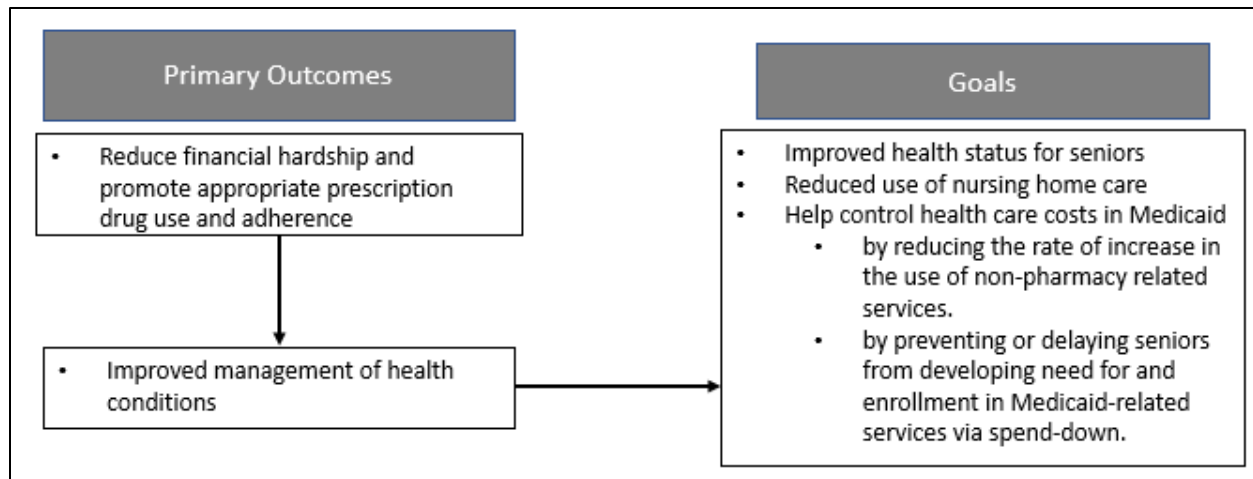 Primary Outcomes
• Reduce financial hardship and
promote appropriate prescription
drug use and adherence
• Improved management of health
conditions
Goals
• Improved health status for seniors
• Reduced use of nursing home care
• Help control health care costs in Medicaid
• by reducing the rate of increase in
the use of non-pharmacy related
services.
• by preventing or delaying seniors
from developing need for and
enrollment in Medicaid-related
services via spend-down.